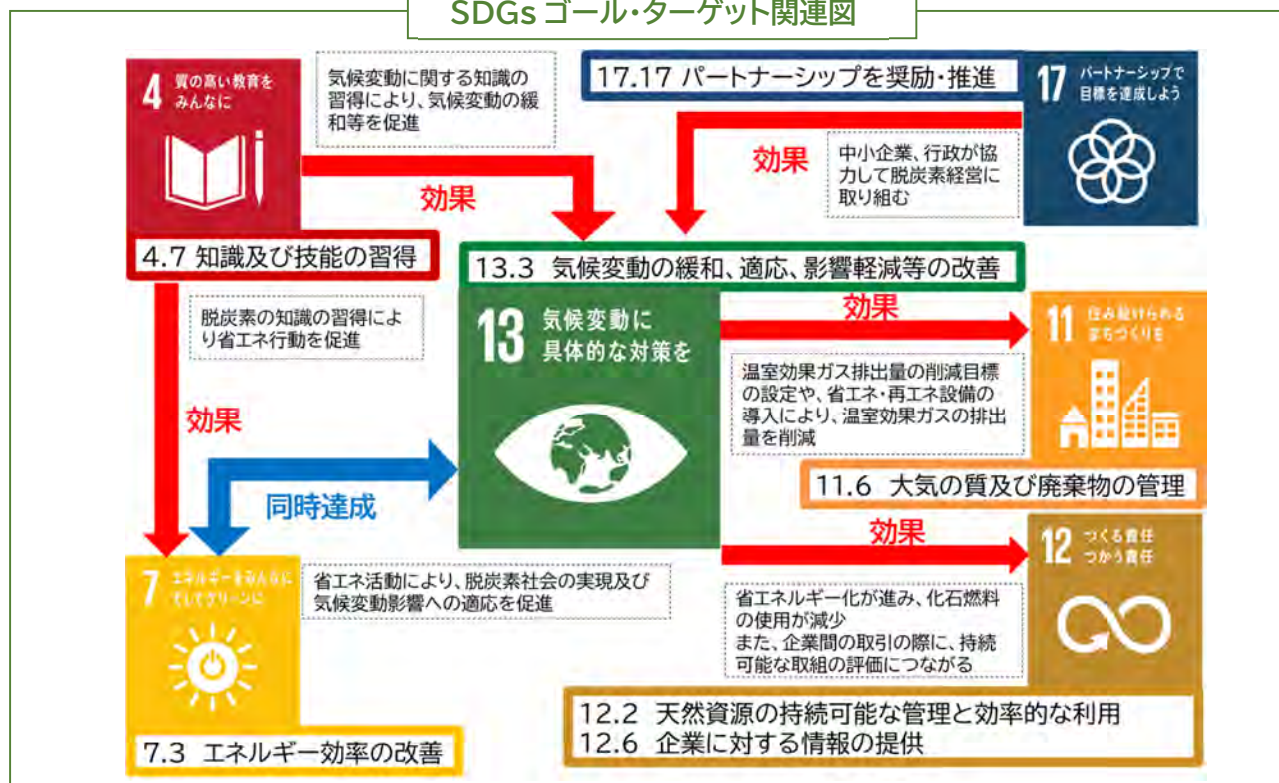 SDGs ゴール・ターゲット関連図
4 質の高い教育を
みんなに
気候変動に関する知識の
習得により、気候変動の緩
和等を促進
17.17 パートナーシップを奨励・推進
17 パートナーシップで
目標を達成しよう
効果
効果
中小企業、行政が協
力して脱炭素経営に
取り組む
4.7 知識及び技能の習得
13.3 気候変動の緩和、適応、影響軽減等の改善
脱炭素の知識の習得によ
り省エネ行動を促進
13 気候変動に
具体的な対策を
効果
11 住み続けられる
まちづくりを
温室効果ガス排出量の削減目標
の設定や、省エネ・再エネ設備の
導入により、温室効果ガスの排出
量を削減
効果
同時達成
11.6 大気の質及び廃棄物の管理
効果
12 つくる責任
つかう責任
7 エネルギーをみんなに
そしてクリーンに
省エネ活動により、脱炭素社会の実現及び
気候変動影響への適応を促進
省エネルギー化が進み、化石燃料
の使用が減少
また、企業間の取引の際に、持続
可能な取組の評価につながる
7.3 エネルギー効率の改善
12.2 天然資源の持続可能な管理と効率的な利用
12.6 企業に対する情報の提供